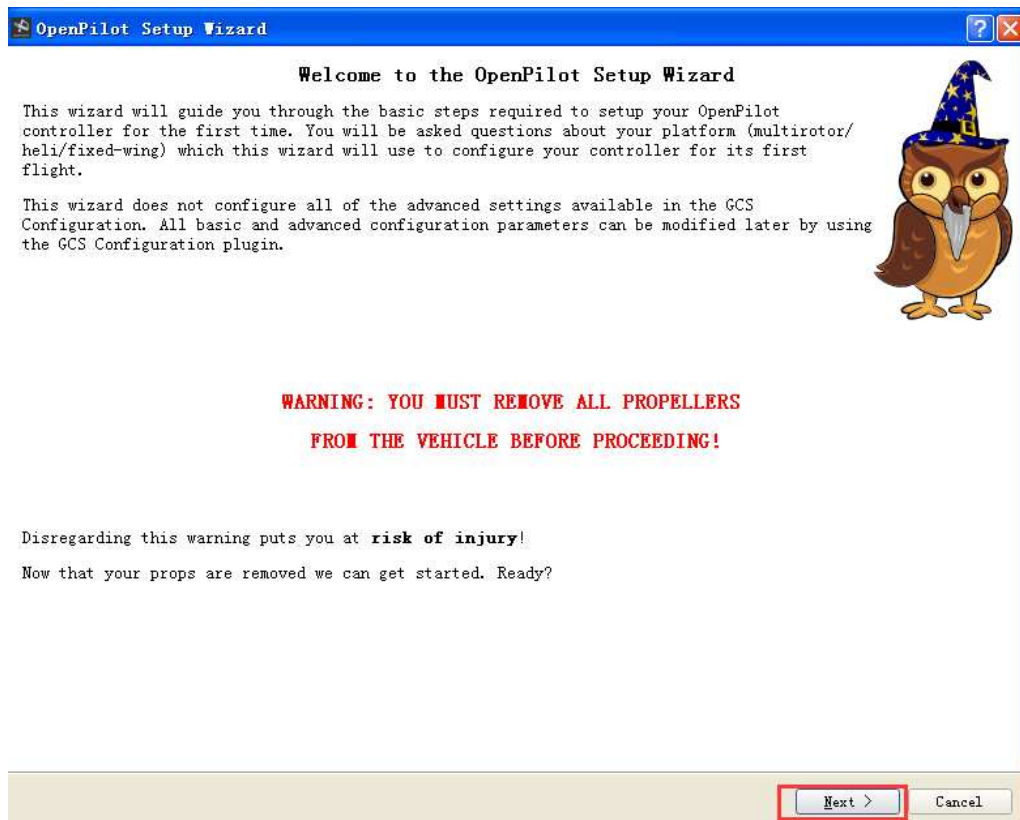 OpenPilot Setup Wizard
Welcome to the OpenPilot Setup Wizard
This wizard will guide you through the basic steps required to setup your OpenPilot
controller for the first time. You will be asked questions about your platform (multirotor/
heli/fixed-wing) which this wizard will use to configure your controller for its first
flight.
This wizard does not configure all of the advanced settings available in the GCS
Configuration. All basic and advanced configuration parameters can be modified later by using
the GCS Configuration plugin.
WARNING: YOU MUST REMOVE ALL PROPELLERS
FROM THE VEHICLE BEFORE PROCEEDING!
Disregarding this warning puts you at risk of injury!
Now that your props are removed we can get started. Ready?
Next > Cancel